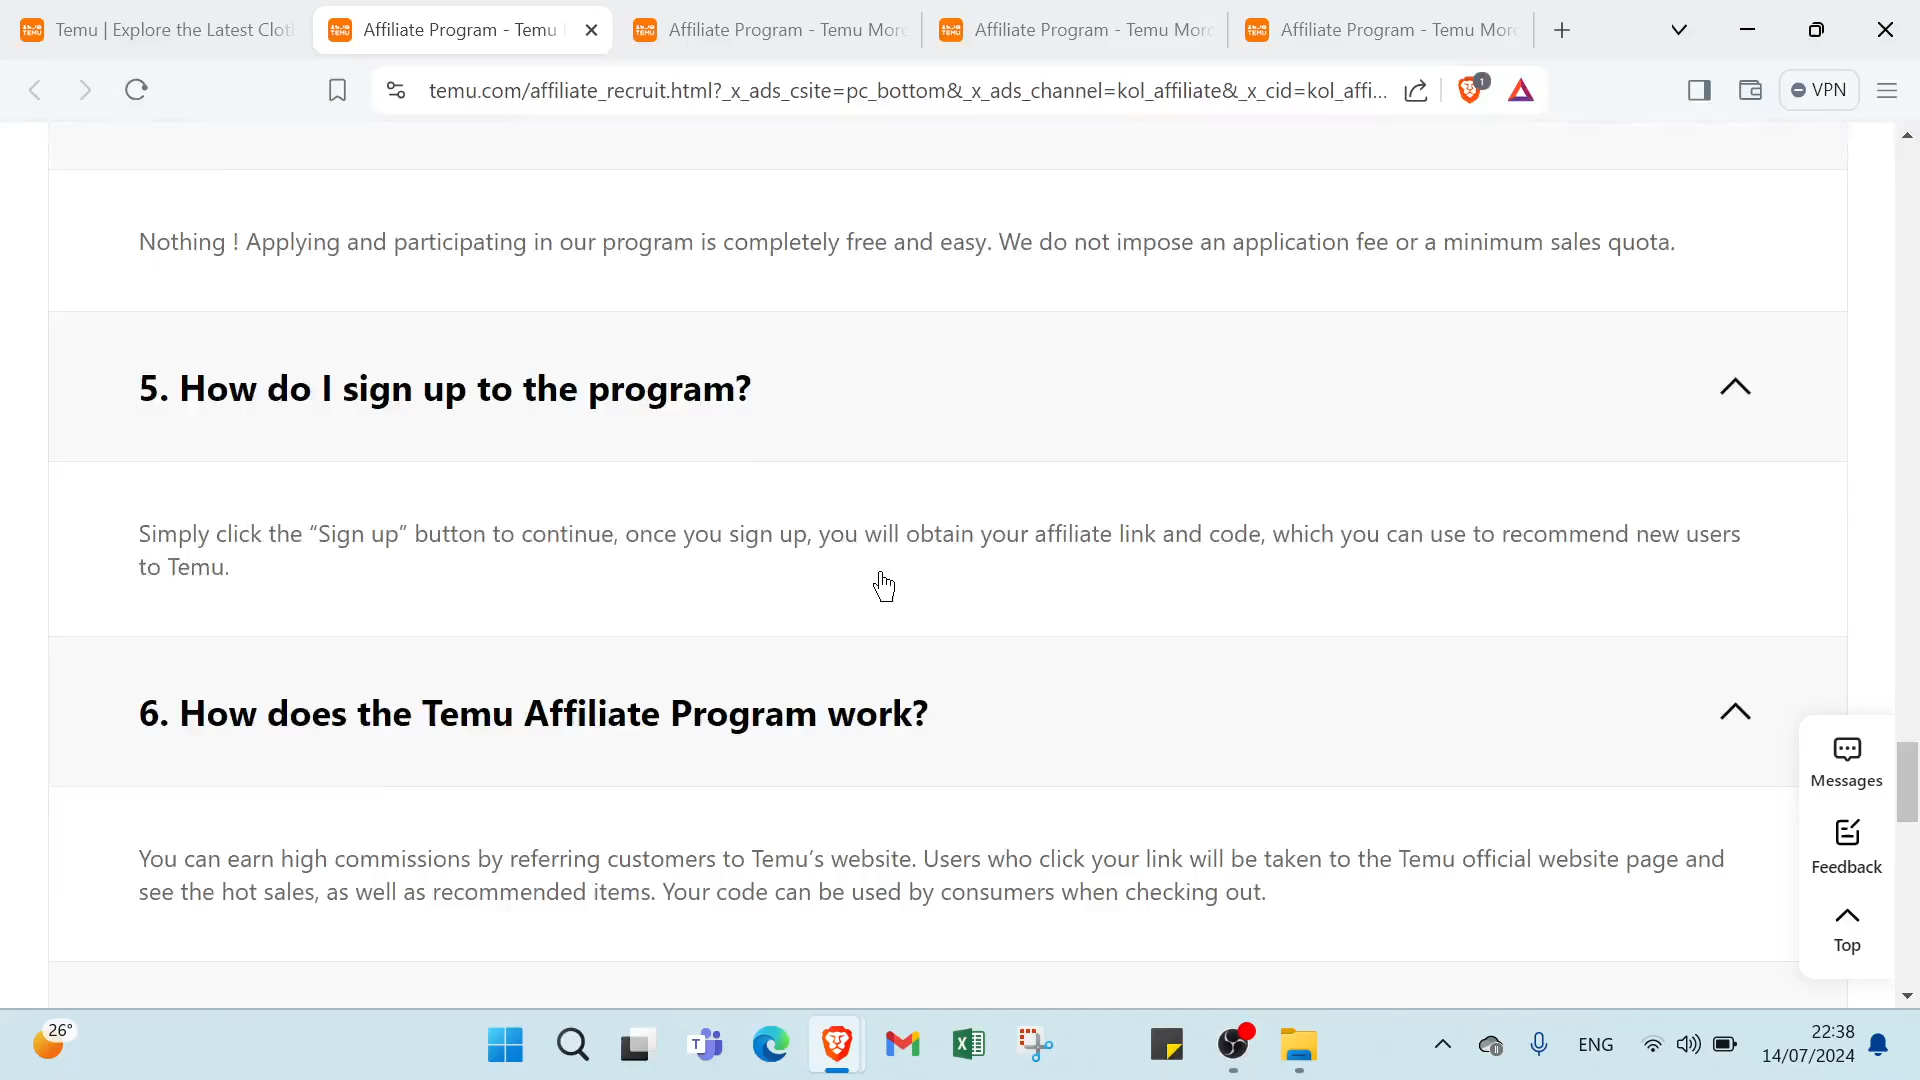 Temu | Explore the Latest Clot
Affiliate Program - Temu
Affiliate Program - Temu Moro
Affiliate Program - Temu Moro
Affiliate Program - Temu Mor
temu.com/affiliate_recruit.html?_x_ads_csite=pc_bottom&_x_ads_channel=kol_affiliate&_x_cid=kol_affi...
1
VPN
Nothing ! Applying and participating in our program is completely free and easy. We do not impose an application fee or a minimum sales quota.
5. How do I sign up to the program?
Simply click the “Sign up” button to continue, once you sign up, you will obtain your affiliate link and code, which you can use to recommend new users
to Temu.
6. How does the Temu Affiliate Program work?
You can earn high commissions by referring customers to Temu’s website. Users who click your link will be taken to the Temu official website page and
see the hot sales, as well as recommended items. Your code can be used by consumers when checking out.
Messages
Feedback
Top
26°
ENG
22:38
14/07/2024